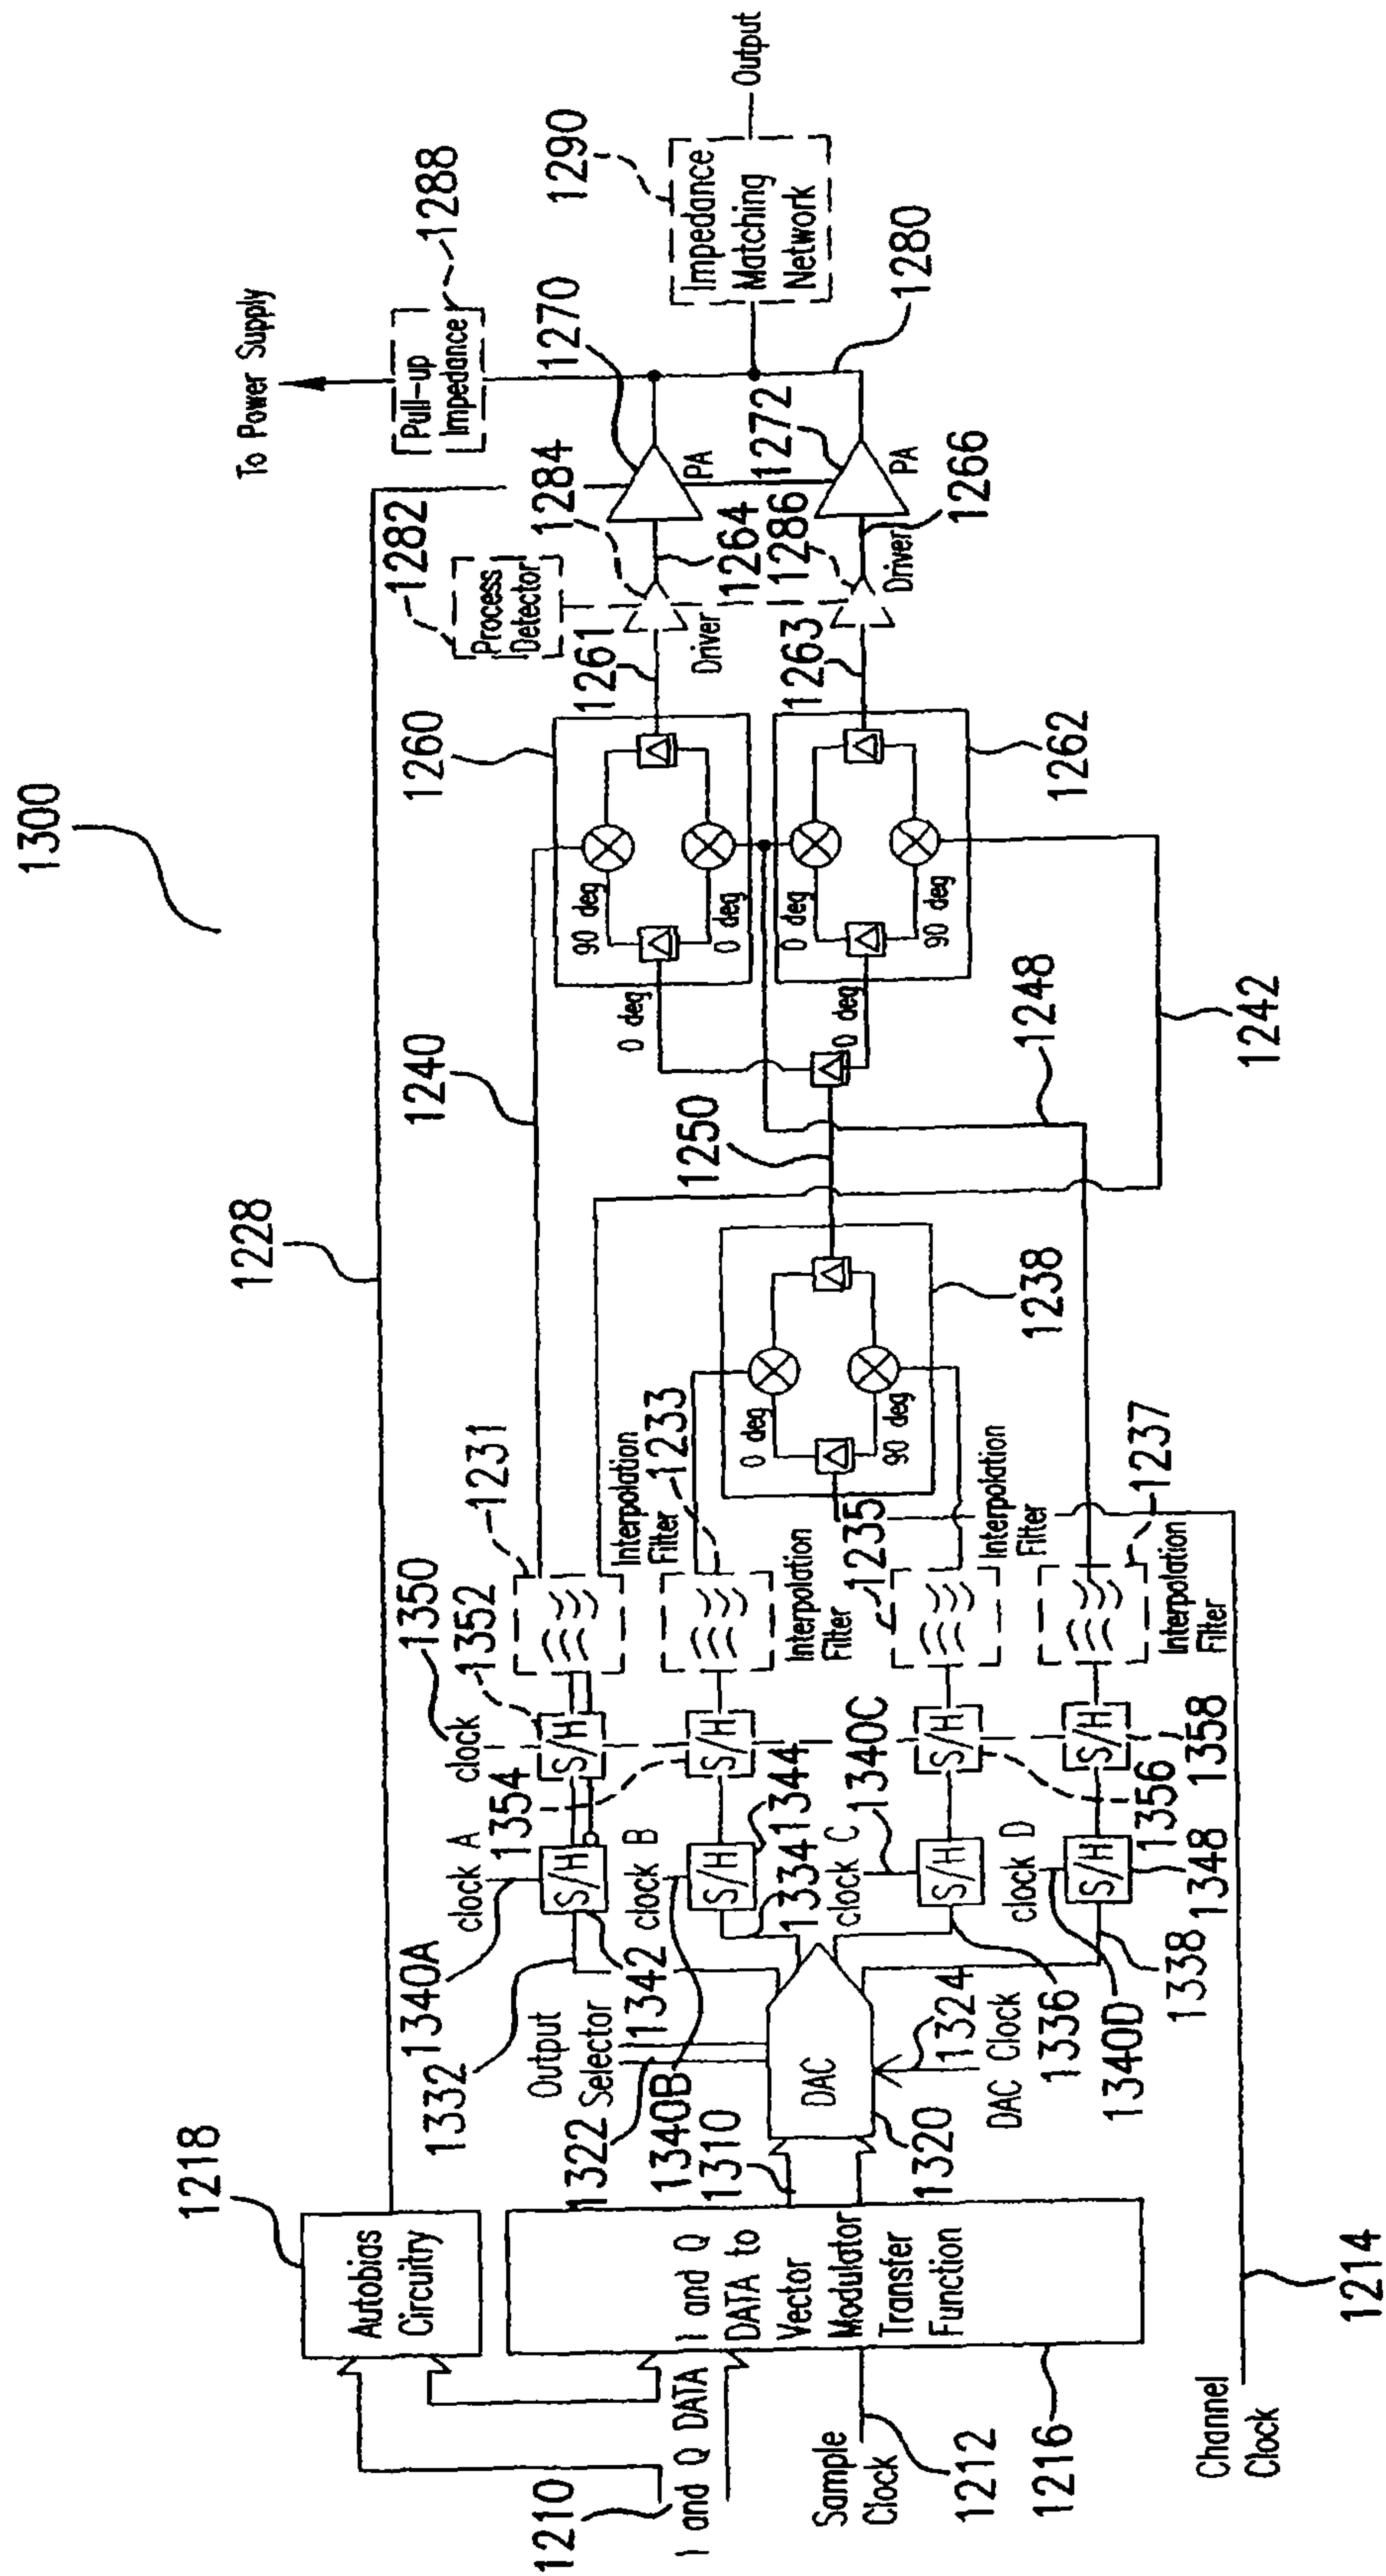 1300
1228
1218
Autobias
Circuitry
1210
I and Q DATA
I and Q
DATA to
Vector
Modulator
Transfer
Function
Sample
Clock
1212
1216
Channel
Clock
1214
1310
DAC
1320
Output
Selector
1322
1324
DAC Clock
1332
1334
1336
1338
clock A
1340A
S/H
1342
clock B
1340B
S/H
1344
clock C
1340C
S/H
clock D
1340D
S/H
1348
clock
1350
S/H
1352
S/H
1354
S/H
1356
S/H
1358
1231
Interpolation
Filter
1233
Interpolation
Filter
1235
Interpolation
Filter
1237
Interpolation
Filter
0 deg
90 deg
1238
1240
1250
1248
1242
0 deg
0 deg
1260
90 deg
0 deg
1262
0 deg
90 deg
1261
1263
1282
Process
Detector
1284
Driver
1264
1286
Driver
1266
1270
PA
1272
PA
To Power Supply
Pull-up
Impedance
1288
1280
1290
Impedance
Matching
Network
Output